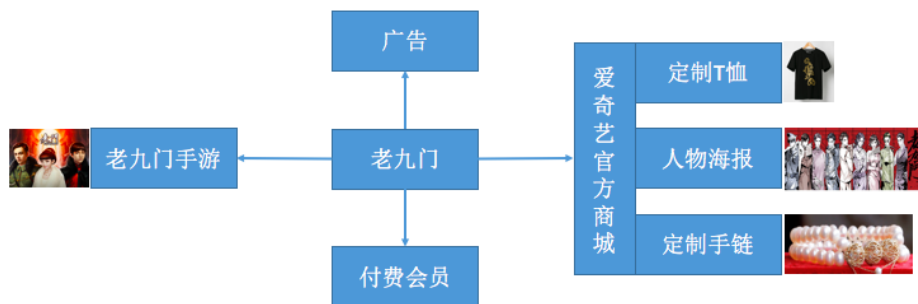 广告
老九门手游
老九门
付费会员
爱奇艺官方商城
定制T恤
人物海报
定制手链